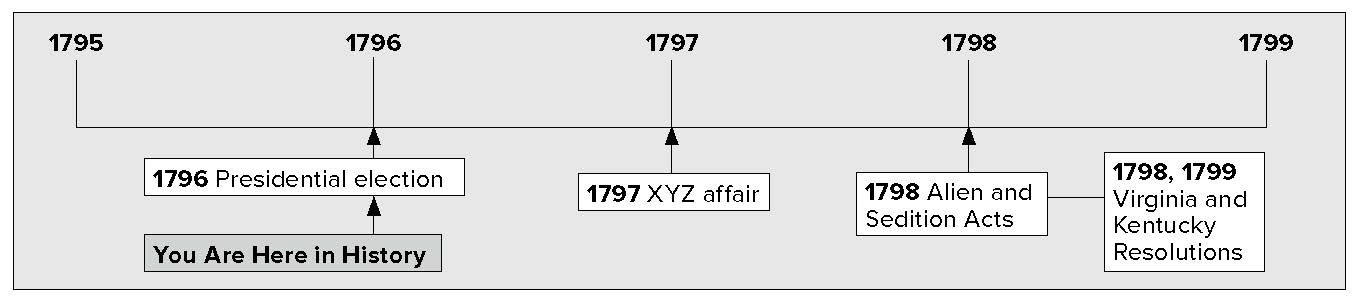 1795 1796 1797 1798 1799
1796 Presidential election
1797 XYZ affair
1798 Alien and
Sedition Acts
1798, 1799
Virginia and
Kentucky
Resolutions
You Are Here in History